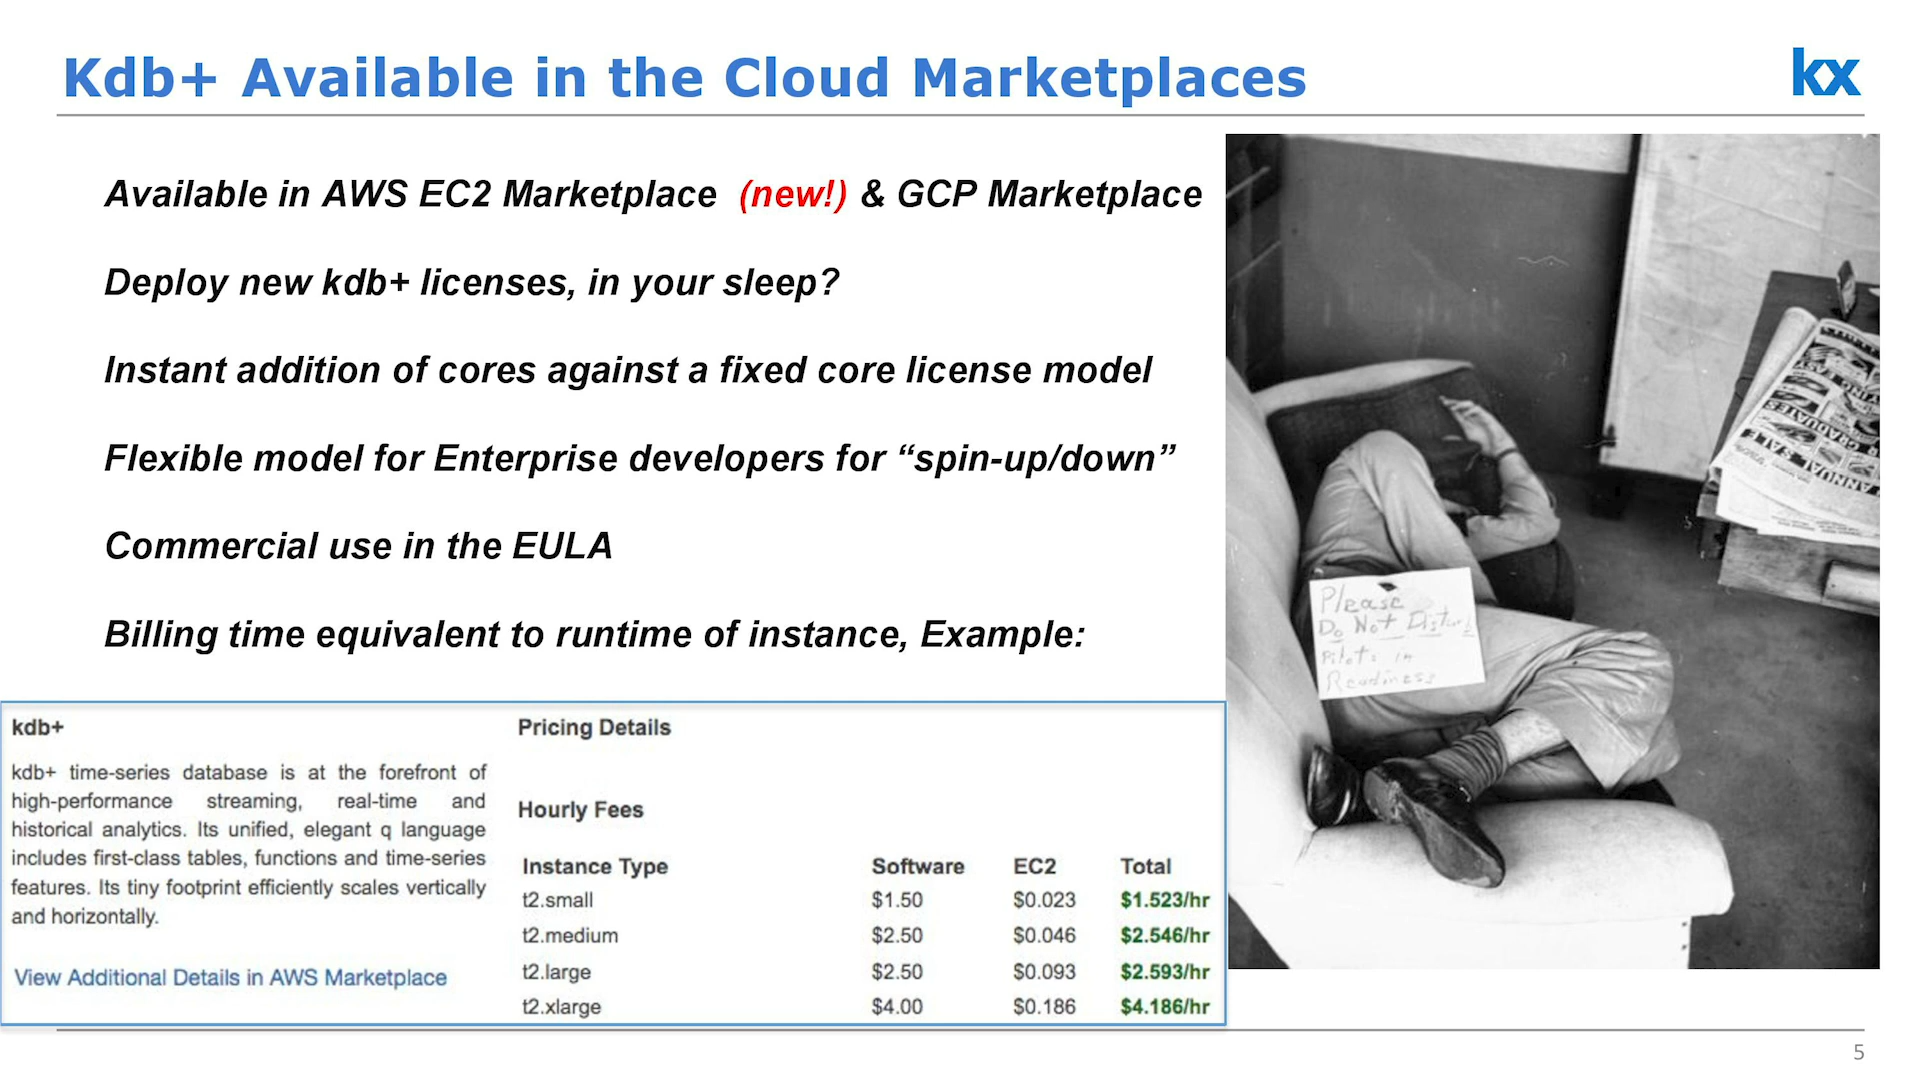 Kdb+ Available in the Cloud Marketplaces
kx
Available in AWS EC2 Marketplace (new!) & GCP Marketplace
Deploy new kdb+ licenses, in your sleep?
Instant addition of cores against a fixed core license model
Flexible model for Enterprise developers for “spin-up/down”
Commercial use in the EULA
Billing time equivalent to runtime of instance, Example:
kdb+
kdb+ time-series database is at the forefront of
high-performance streaming, real-time and
historical analytics. Its unified, elegant q language
includes first-class tables, functions and time-series
features. Its tiny footprint efficiently scales vertically
and horizontally.
View Additional Details in AWS Marketplace
Pricing Details
Hourly Fees
Instance Type Software EC2 Total
t2.small $1.50 $0.023 $1.523/hr
t2.medium $2.50 $0.046 $2.546/hr
t2.large $2.50 $0.093 $2.593/hr
t2.xlarge $4.00 $0.186 $4.186/hr
Please
Do Not
Pilots in
Readiness
ANNUAL SALE
GRADUATES
5